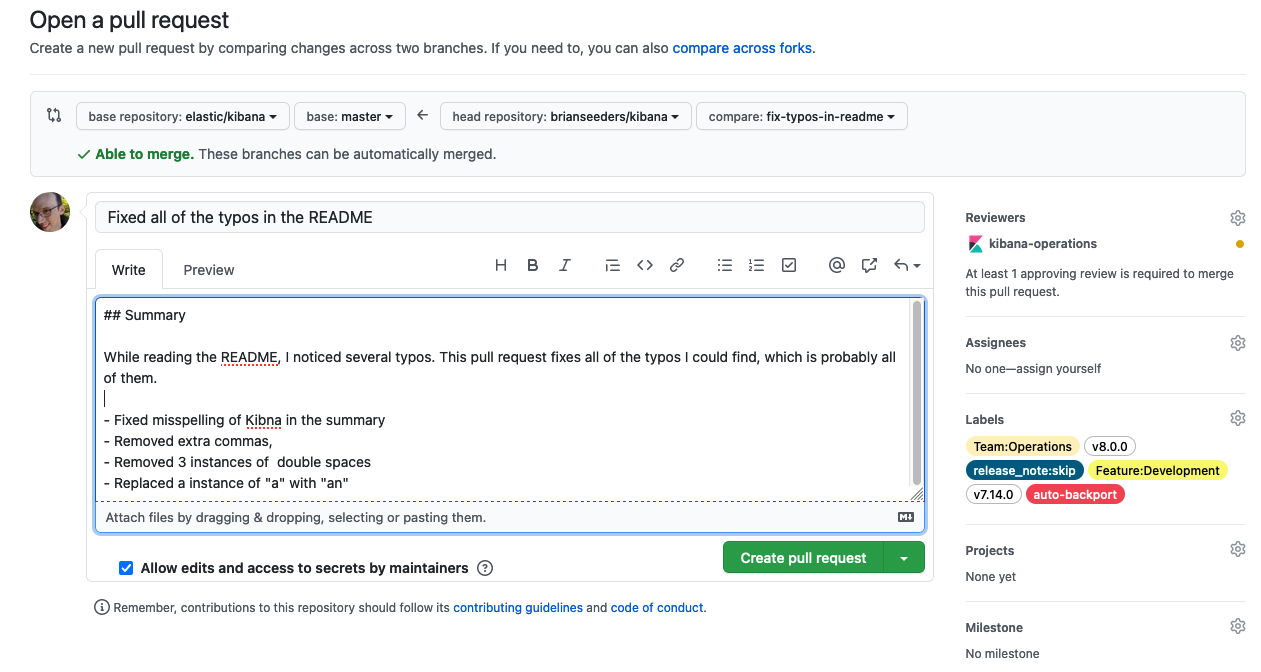 Open a pull request
Create a new pull request by comparing changes across two branches. If you need to, you can also compare across forks.
base repository: elastic/kibana
base: master
head repository: brianseeders/kibana
compare: fix-typos-in-readme
Able to merge. These branches can be automatically merged.
Fixed all of the typos in the README
Write
Preview
## Summary
While reading the README, I noticed several typos. This pull request fixes all of the typos I could find, which is probably all
of them.
- Fixed misspelling of Kibna in the summary
- Removed extra commas,
- Removed 3 instances of  double spaces
- Replaced a instance of "a" with "an"
Attach files by dragging & dropping, selecting or pasting them.
Allow edits and access to secrets by maintainers
Create pull request
Remember, contributions to this repository should follow its contributing guidelines and code of conduct.
Reviewers
kibana-operations
At least 1 approving review is required to merge
this pull request.
Assignees
No one—assign yourself
Labels
Team:Operations
v8.0.0
release_note:skip
Feature:Development
v7.14.0
auto-backport
Projects
None yet
Milestone
No milestone